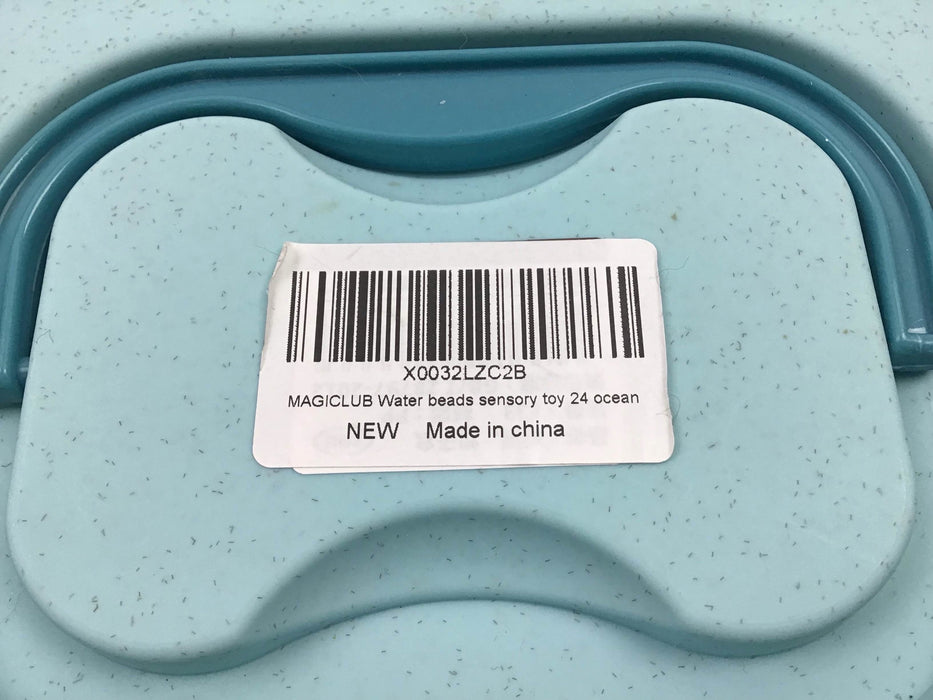 X0032LZC2B
MAGICLUB Water beads sensory toy 24 ocean
NEW Made in china